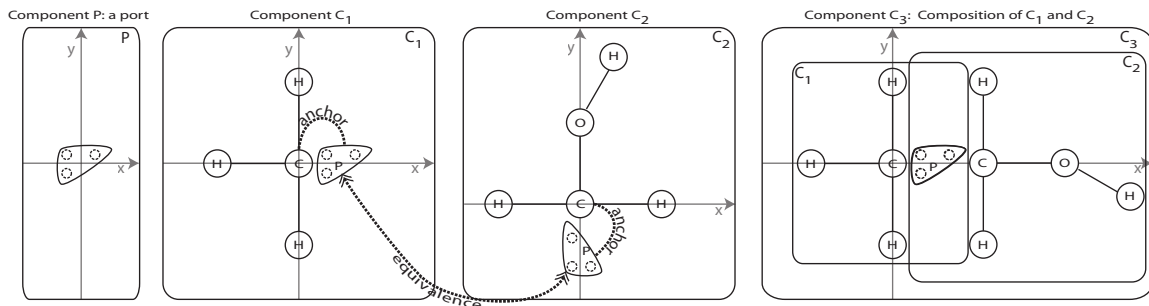 Component P: a port
P
y
x
Component C1
C1
y
H
anchor
H
C
P
x
H
equivalence
Component C2
C2
y
H
O
H
C
H
x
P
anchor
Component C3: Composition of C1 and C2
C3
y
C1
C2
H
H
H
C
P
C
O
x
H
H
H